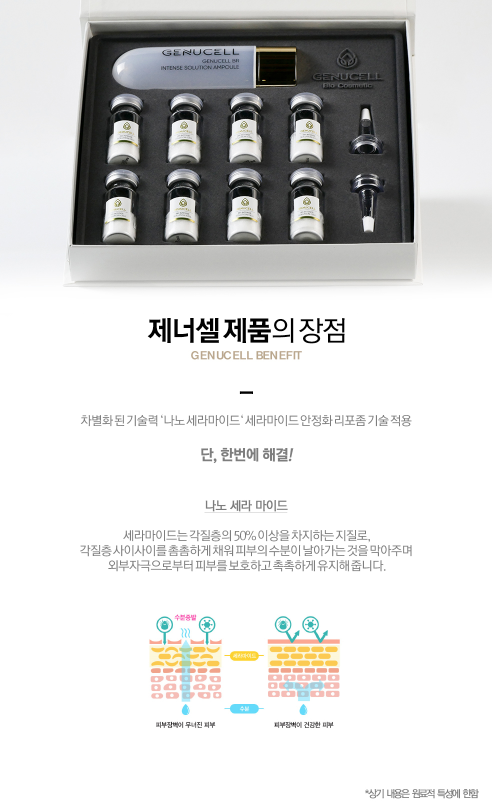 GENUCELL
GENUCELL 8R
INTENSE SOLUTION AMPOULE
GENUCELL
Bio Cosmetic
GENUCELL GENUCELL GENUCELL GENUCELL
GENUCELL GENUCELL GENUCELL GENUCELL
제너셀 제품의 장점
GENUCELL BENEFIT
차별화 된 기술력 '나노 세라마이드' 세라마이드 안정화 리포좀 기술 적용
단, 한번에 해결!
나노 세라 마이드
세라마이드는 각질층의 50% 이상을 차지하는 지질로,
각질층 사이사이를 촘촘하게 채워 피부의 수분이 날아가는 것을 막아주며
외부자극으로부터 피부를 보호하고 촉촉하게 유지해 줍니다.
수분증발
세라마이드
수분
피부장벽이 무너진 피부 피부장벽이 건강한 피부
*상기 내용은 원료적 특성에 한함